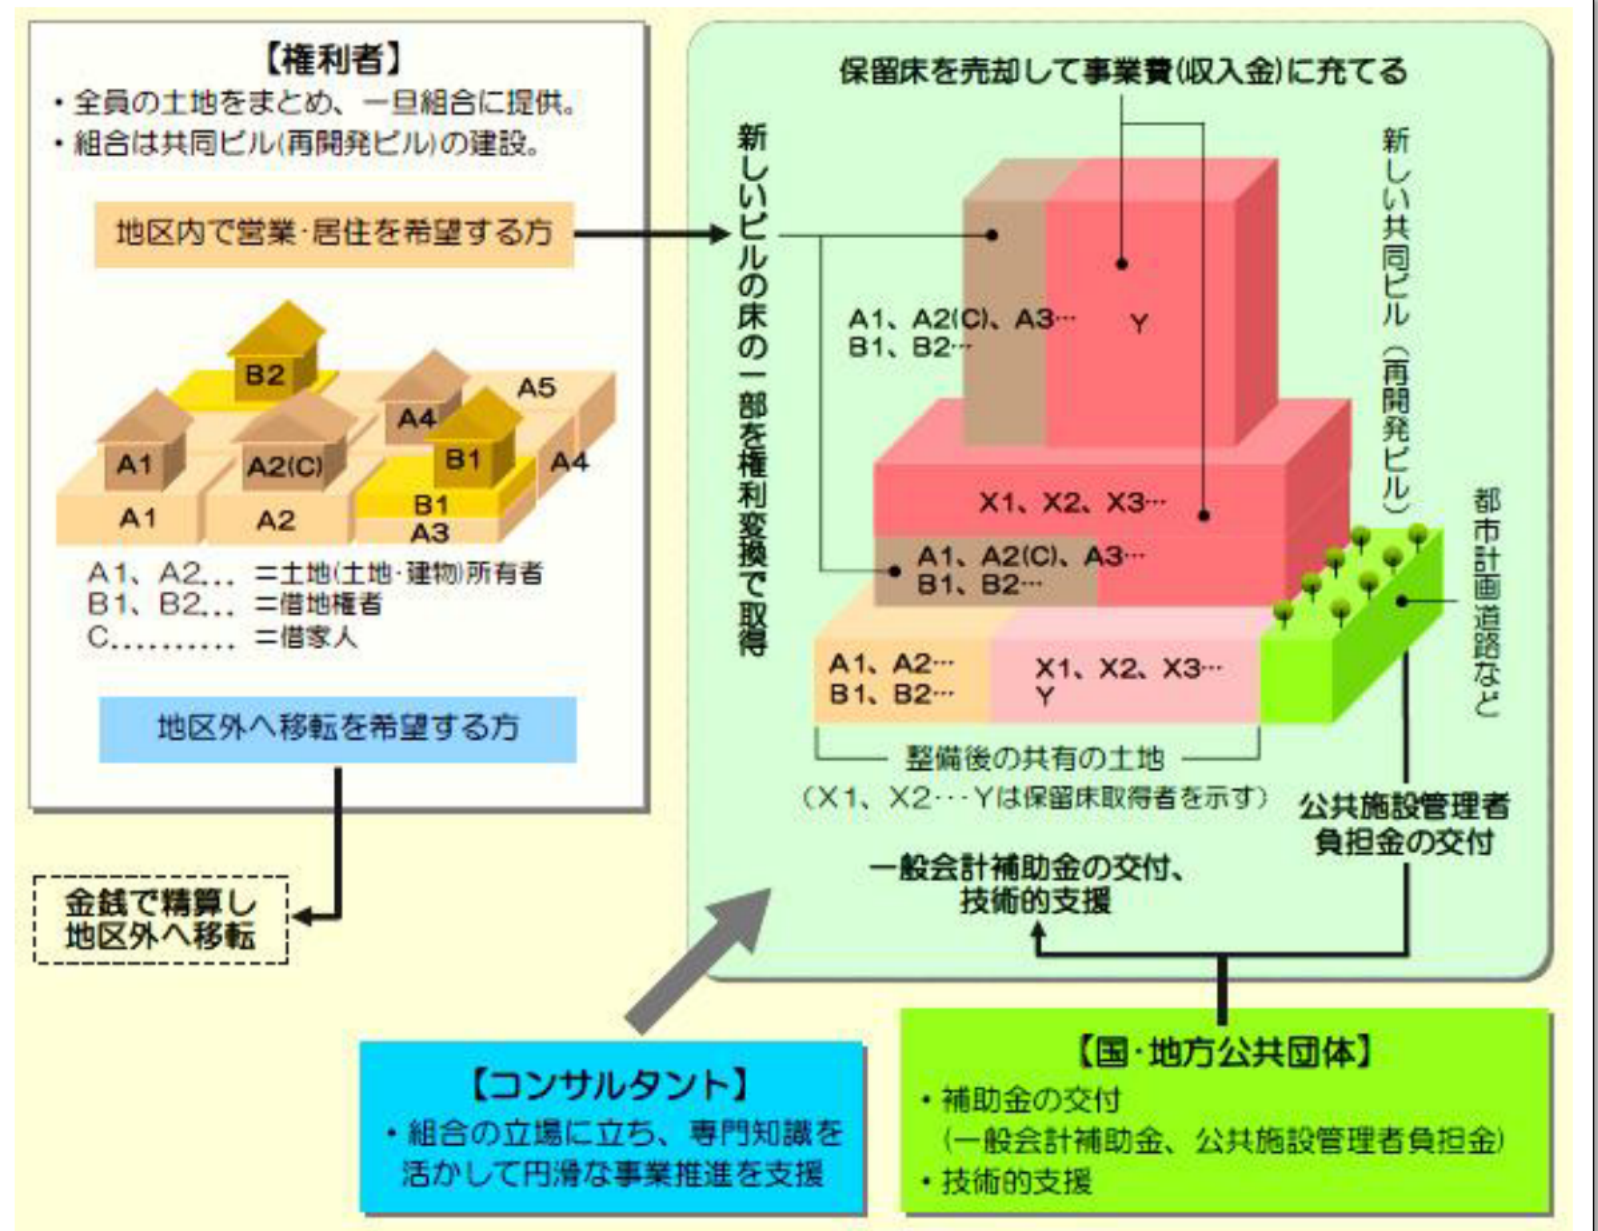 【権利者】
・全員の土地をまとめ、一旦組合に提供。
・組合は共同ビル(再開発ビル)の建設。
地区内で営業・居住を希望する方
B2
A5
A4
A1
A2(C)
B1
A4
A1
A2
B1
A3
A1、A2… ＝土地(土地・建物)所有者
B1、B2… ＝借地権者
C………… ＝借家人
地区外へ移転を希望する方
金銭で精算し
地区外へ移転
新しいビルの床の一部を権利変換で取得
保留床を売却して事業費(収入金)に充てる
A1、A2(C)、A3…
B1、B2…
Y
X1、X2、X3…
A1、A2(C)、A3…
B1、B2…
A1、A2…
B1、B2…
X1、X2、X3…
Y
新しい共同ビル（再開発ビル）
都市計画道路など
整備後の共有の土地
（X1、X2…Yは保留床取得者を示す）
公共施設管理者
負担金の交付
一般会計補助金の交付、
技術的支援
【コンサルタント】
・組合の立場に立ち、専門知識を
活かして円滑な事業推進を支援
【国・地方公共団体】
・補助金の交付
(一般会計補助金、公共施設管理者負担金)
・技術的支援